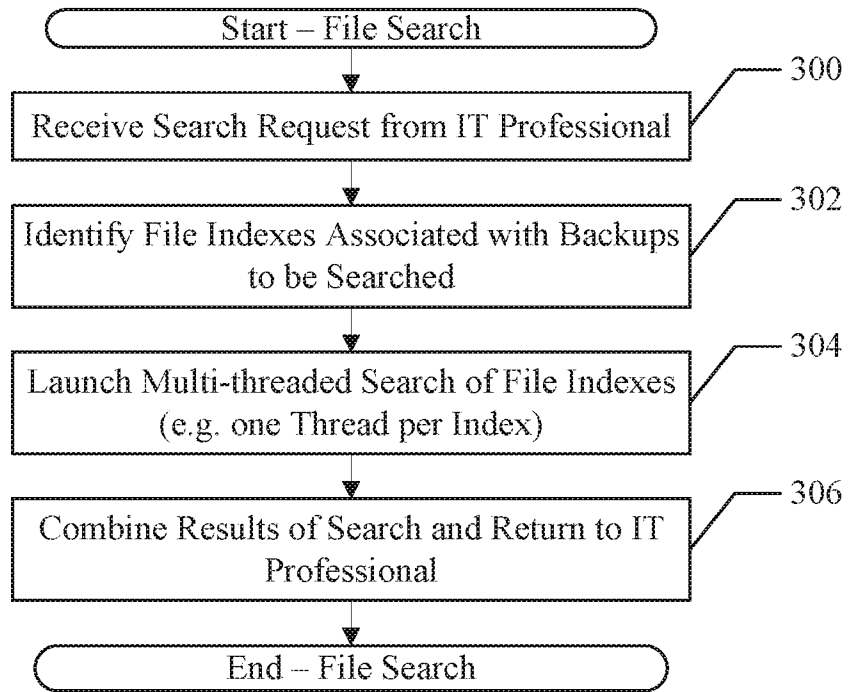 Start – File Search
300
Receive Search Request from IT Professional
302
Identify File Indexes Associated with Backups
to be Searched
304
Launch Multi-threaded Search of File Indexes
(e.g. one Thread per Index)
306
Combine Results of Search and Return to IT
Professional
End – File Search